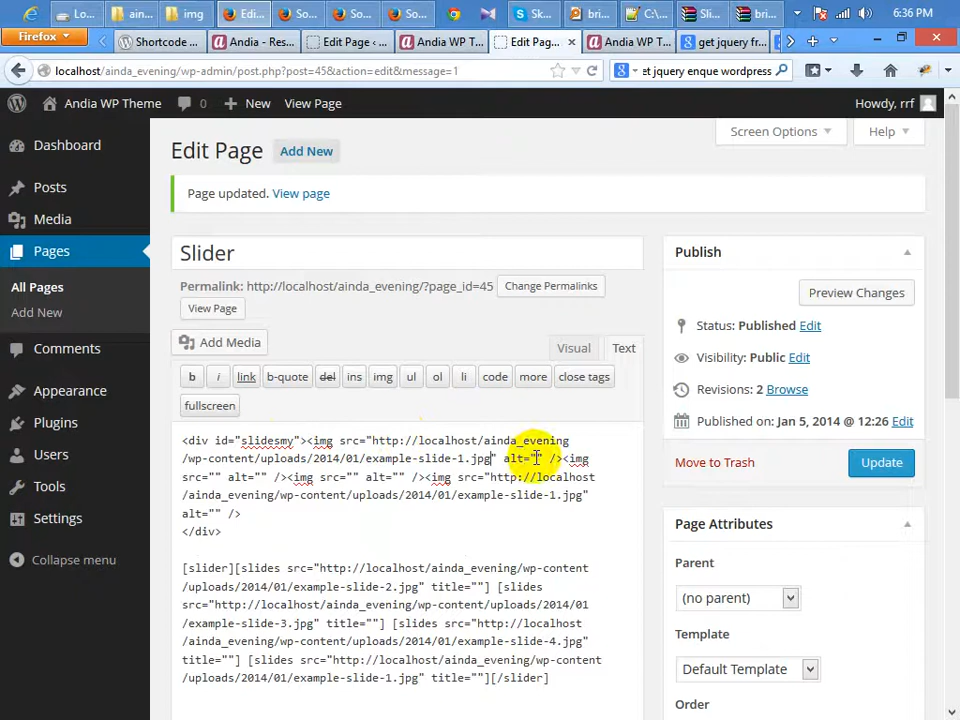 Lo...
ain...
img
Edi...
So...
So...
So...
Sk...
bri...
C:\...
Sli...
bri...
6:36 PM
Firefox
Shortcode ...
Andia - Res...
Edit Page ‹ ...
Andia WP T...
Edit Pag...
Andia WP T...
get jquery fr...
localhost/ainda_evening/wp-admin/post.php?post=45&action=edit&message=1
et jquery enque wordpress
Andia WP Theme
0
New
View Page
Howdy, rrf
Screen Options
Help
Dashboard
Posts
Media
Pages
All Pages
Add New
Comments
Appearance
Plugins
Users
Tools
Settings
Collapse menu
Edit Page
Add New
Page updated. View page
Slider
Permalink: http://localhost/ainda_evening/?page_id=45
Change Permalinks
View Page
Add Media
Visual
Text
b
i
link
b-quote
del
ins
img
ul
ol
li
code
more
close tags
fullscreen
<div id="slidesmy"><img src="http://localhost/ainda_evening
/wp-content/uploads/2014/01/example-slide-1.jpg" alt="" /><img
src="" alt="" /><img src="" alt="" /><img src="http://localhost
/ainda_evening/wp-content/uploads/2014/01/example-slide-1.jpg"
alt="" />
</div>
[slider][slides src="http://localhost/ainda_evening/wp-content
/uploads/2014/01/example-slide-2.jpg" title=""] [slides
src="http://localhost/ainda_evening/wp-content/uploads/2014/01
/example-slide-3.jpg" title=""] [slides src="http://localhost
/ainda_evening/wp-content/uploads/2014/01/example-slide-4.jpg"
title=""] [slides src="http://localhost/ainda_evening/wp-content
/uploads/2014/01/example-slide-1.jpg" title=""][/slider]
Publish
Preview Changes
Status: Published Edit
Visibility: Public Edit
Revisions: 2 Browse
Published on: Jan 5, 2014 @ 12:26 Edit
Move to Trash
Update
Page Attributes
Parent
(no parent)
Template
Default Template
Order